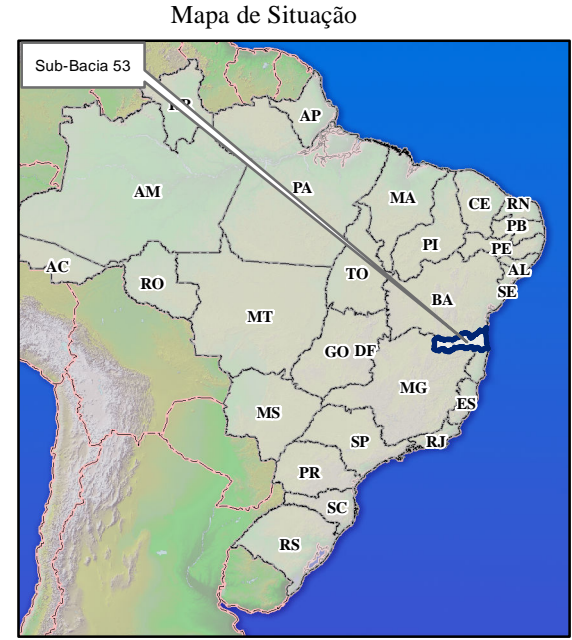 Mapa de Situação
Sub-Bacia 53
AP
AM
PA
MA
CE
RN
PB
PI
PE
AC
RO
TO
AL
SE
BA
MT
GO DF
MG
ES
MS
SP
RJ
PR
SC
RS